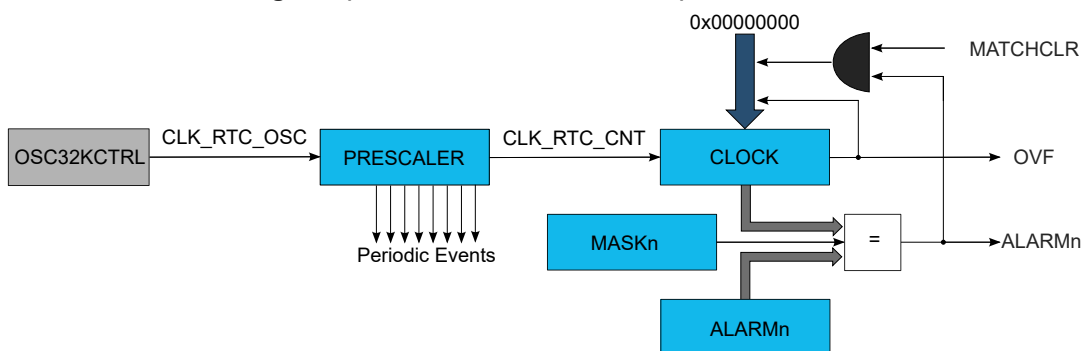 0x00000000
MATCHCLR
OSC32KCTRL
CLK_RTC_OSC
PRESCALER
CLK_RTC_CNT
CLOCK
OVF
Periodic Events
MASKn
=
ALARMn
ALARMn